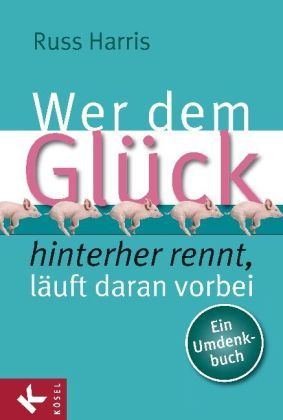 Russ Harris
Wer dem
Glück
hinterher rennt,
läuft daran vorbei
Ein
Umdenk-
buch
KÖSEL